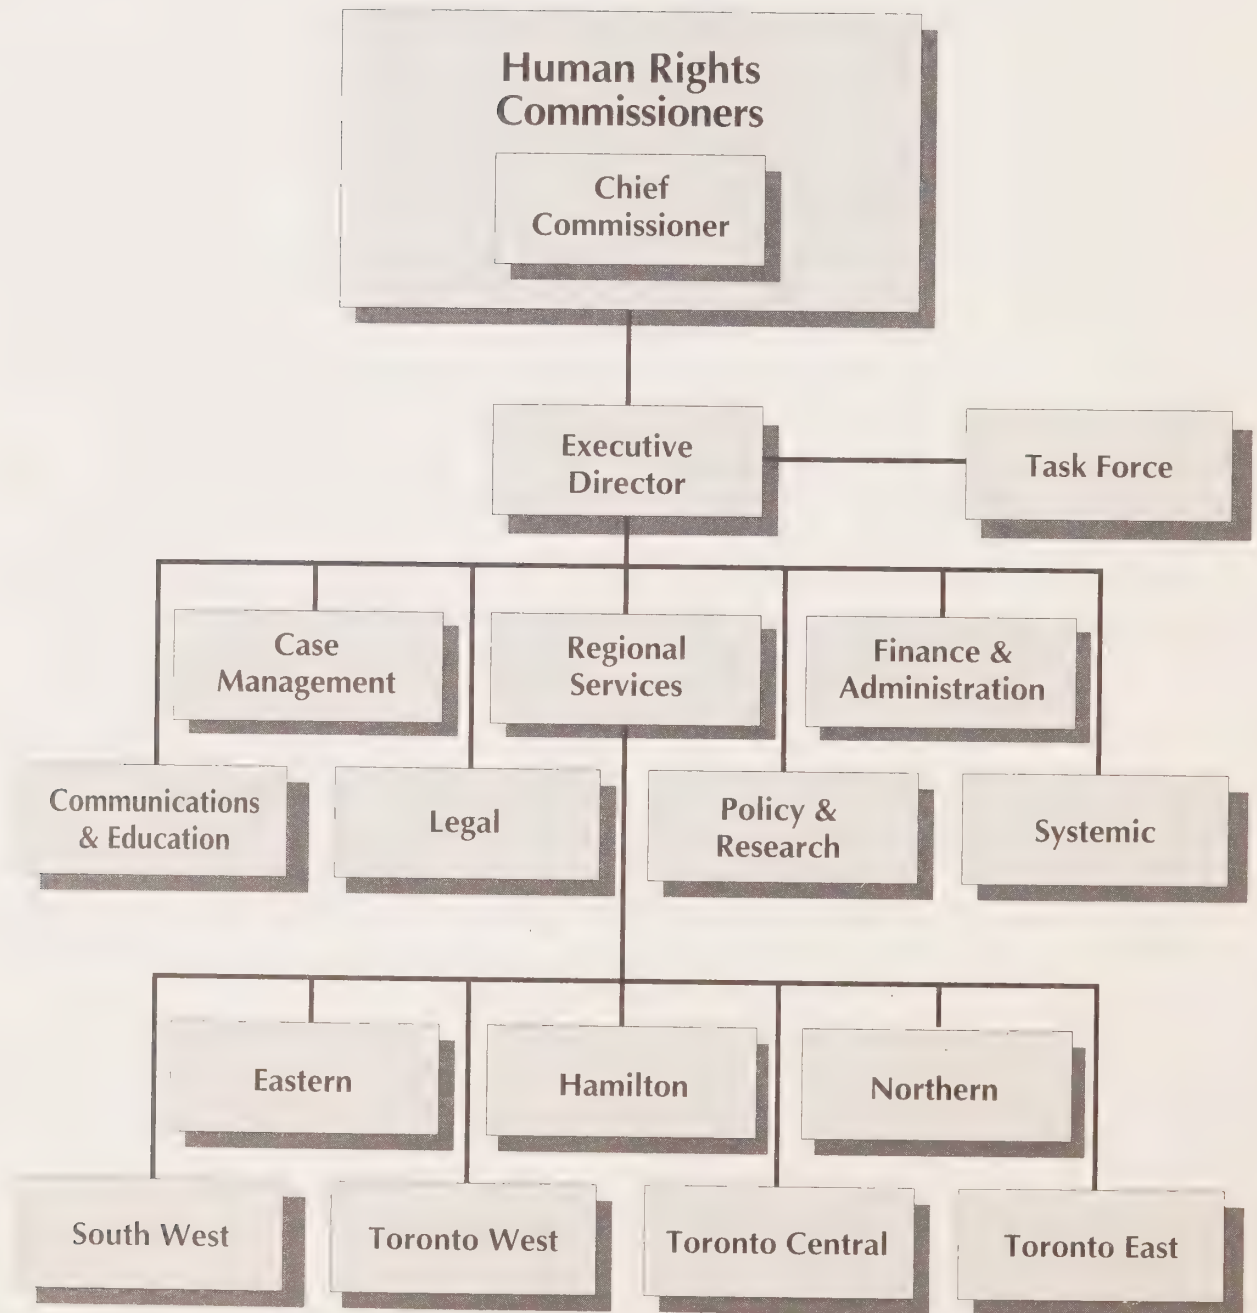 Human Rights
Commissioners
Chief
Commissioner
Executive
Director
Task Force
Case
Management
Regional
Services
Finance &
Administration
Communications
& Education
Legal
Policy &
Research
Systemic
Eastern
Hamilton
Northern
South West
Toronto West
Toronto Central
Toronto East